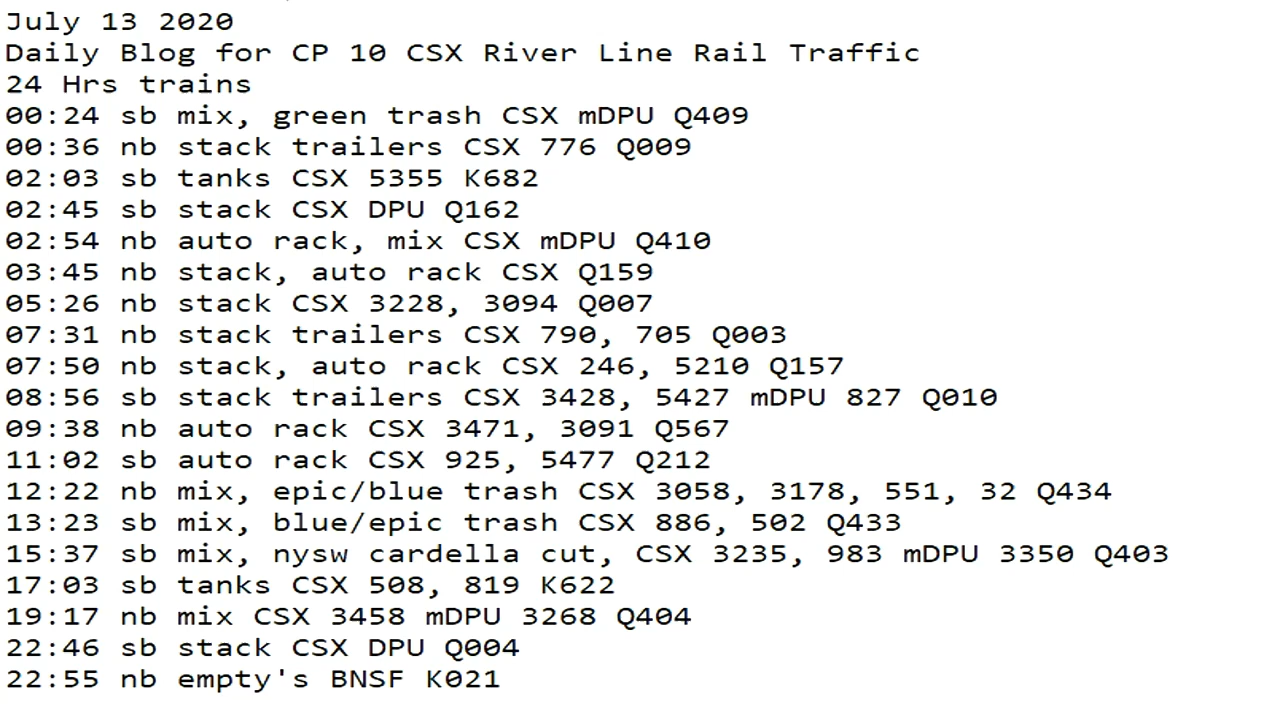 July 13 2020
Daily Blog for CP 10 CSX River Line Rail Traffic
24 Hrs trains
00:24 sb mix, green trash CSX mDPU Q409
00:36 nb stack trailers CSX 776 Q009
02:03 sb tanks CSX 5355 K682
02:45 sb stack CSX DPU Q162
02:54 nb auto rack, mix CSX mDPU Q410
03:45 nb stack, auto rack CSX Q159
05:26 nb stack CSX 3228, 3094 Q007
07:31 nb stack trailers CSX 790, 705 Q003
07:50 nb stack, auto rack CSX 246, 5210 Q157
08:56 sb stack trailers CSX 3428, 5427 mDPU 827 Q010
09:38 nb auto rack CSX 3471, 3091 Q567
11:02 sb auto rack CSX 925, 5477 Q212
12:22 nb mix, epic/blue trash CSX 3058, 3178, 551, 32 Q434
13:23 sb mix, blue/epic trash CSX 886, 502 Q433
15:37 sb mix, nysw cardella cut, CSX 3235, 983 mDPU 3350 Q403
17:03 sb tanks CSX 508, 819 K622
19:17 nb mix CSX 3458 mDPU 3268 Q404
22:46 sb stack CSX DPU Q004
22:55 nb empty's BNSF K021